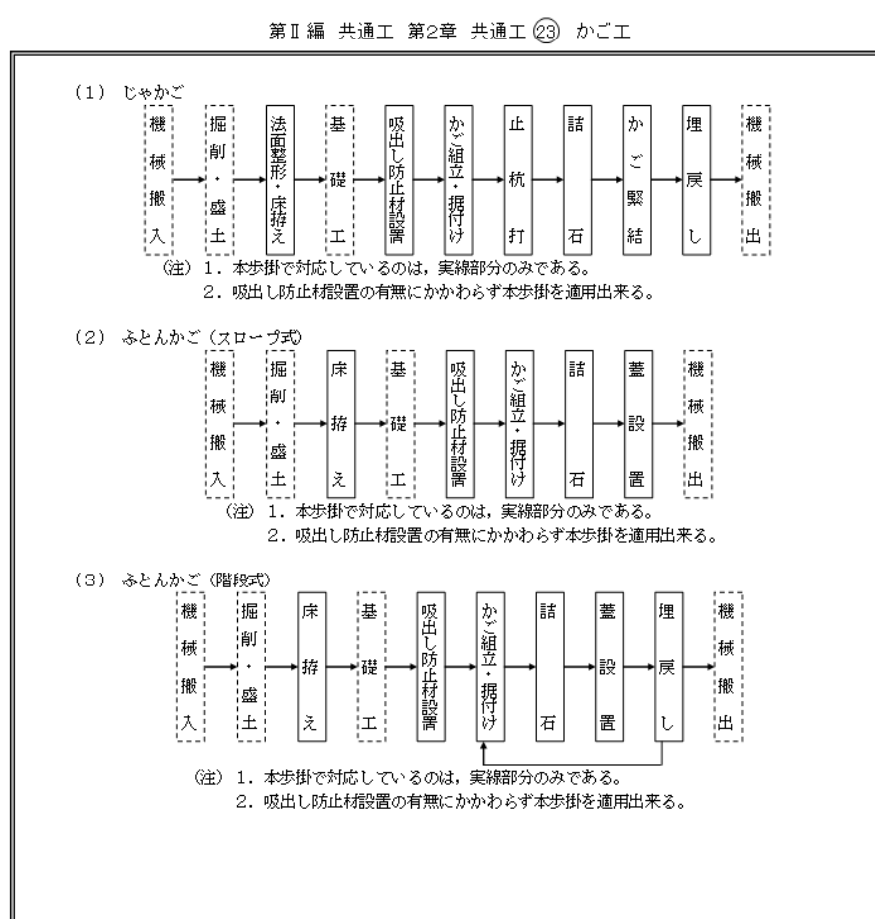 第Ⅱ編 共通工 第2章 共通工 ㉓ かご工
(1) じゃかご
機械搬入
掘削・盛土
法面整形・床拵え
基礎工
吸出し防止材設置
かご組立・据付け
止杭打
詰石
かご緊結
埋戻し
機械搬出
(注) 1. 本歩掛で対応しているのは,実線部分のみである。
2. 吸出し防止材設置の有無にかかわらず本歩掛を適用出来る。
(2) ふとんかご(スロープ式)
機械搬入
掘削・盛土
床拵え
基礎工
吸出し防止材設置
かご組立・据付け
詰石
蓋設置
機械搬出
(注) 1. 本歩掛で対応しているのは,実線部分のみである。
2. 吸出し防止材設置の有無にかかわらず本歩掛を適用出来る。
(3) ふとんかご(階段式)
機械搬入
掘削・盛土
床拵え
基礎工
吸出し防止材設置
かご組立・据付け
詰石
蓋設置
埋戻し
機械搬出
(注) 1. 本歩掛で対応しているのは,実線部分のみである。
2. 吸出し防止材設置の有無にかかわらず本歩掛を適用出来る。